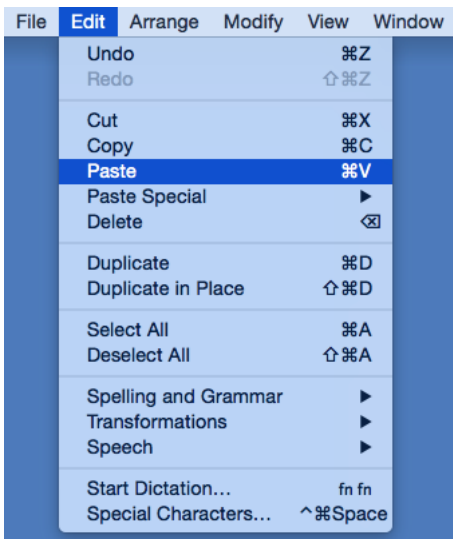 File Edit Arrange Modify View Window
Undo ⌘Z
Redo ⇧⌘Z
Cut ⌘X
Copy ⌘C
Paste ⌘V
Paste Special ▶
Delete ⌫
Duplicate ⌘D
Duplicate in Place ⇧⌘D
Select All ⌘A
Deselect All ⇧⌘A
Spelling and Grammar ▶
Transformations ▶
Speech ▶
Start Dictation... fn fn
Special Characters... ^⌘Space